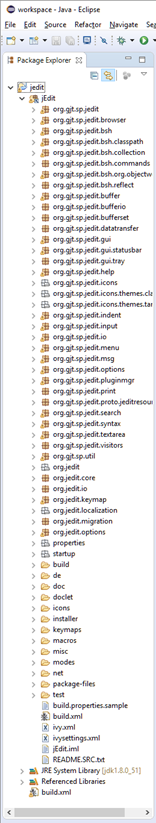 workspace - Java - Eclipse
File Edit Source Refactor Navigate Se
Package Explorer
jedit
jEdit
org.gjt.sp.jedit
org.gjt.sp.jedit.browser
org.gjt.sp.jedit.bsh
org.gjt.sp.jedit.bsh.classpath
org.gjt.sp.jedit.bsh.collection
org.gjt.sp.jedit.bsh.commands
org.gjt.sp.jedit.bsh.org.objectw
org.gjt.sp.jedit.bsh.reflect
org.gjt.sp.jedit.buffer
org.gjt.sp.jedit.bufferio
org.gjt.sp.jedit.bufferset
org.gjt.sp.jedit.datatransfer
org.gjt.sp.jedit.gui
org.gjt.sp.jedit.gui.statusbar
org.gjt.sp.jedit.gui.tray
org.gjt.sp.jedit.help
org.gjt.sp.jedit.icons
org.gjt.sp.jedit.icons.themes.cla
org.gjt.sp.jedit.icons.themes.tan
org.gjt.sp.jedit.indent
org.gjt.sp.jedit.input
org.gjt.sp.jedit.io
org.gjt.sp.jedit.menu
org.gjt.sp.jedit.msg
org.gjt.sp.jedit.options
org.gjt.sp.jedit.pluginmgr
org.gjt.sp.jedit.print
org.gjt.sp.jedit.proto.jeditresou
org.gjt.sp.jedit.search
org.gjt.sp.jedit.syntax
org.gjt.sp.jedit.textarea
org.gjt.sp.jedit.visitors
org.gjt.sp.util
org.jedit
org.jedit.core
org.jedit.io
org.jedit.keymap
org.jedit.localization
org.jedit.migration
org.jedit.options
properties
startup
build
de
doc
doclet
icons
installer
keymaps
macros
misc
modes
net
package-files
test
build.properties.sample
build.xml
ivy.xml
ivysettings.xml
jEdit.iml
README.SRC.txt
JRE System Library [jdk1.8.0_51]
Referenced Libraries
build.xml